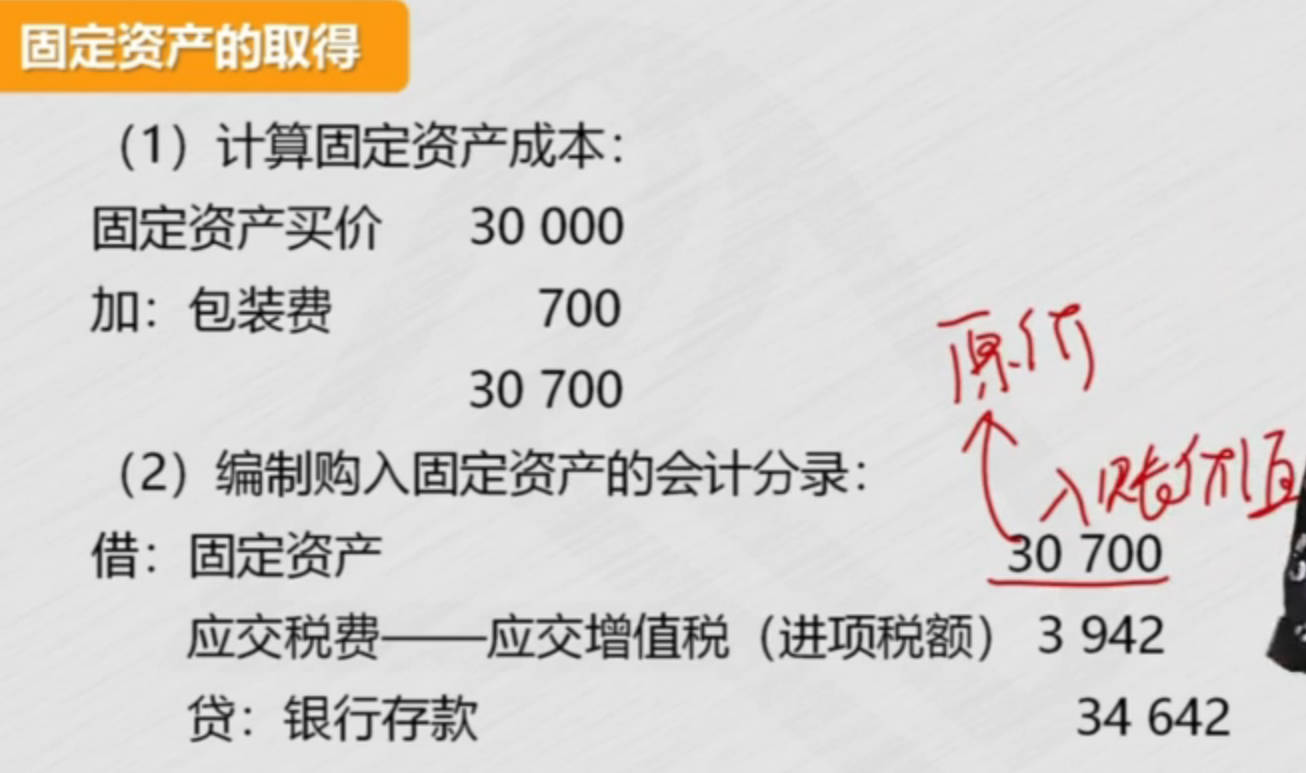 固定资产的取得
（1）计算固定资产成本：
固定资产买价 30 000
加：包装费 700
30 700
原价
（2）编制购入固定资产的会计分录：
入账价值
借：固定资产 30 700
应交税费——应交增值税（进项税额） 3 942
贷：银行存款 34 642